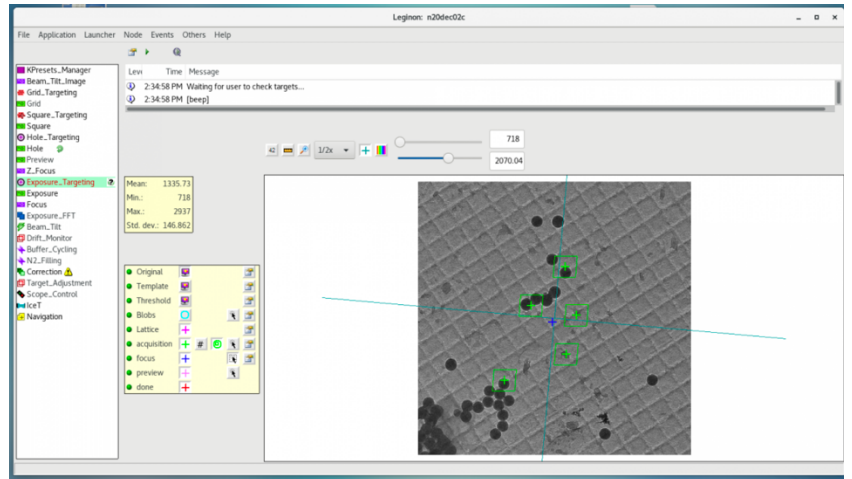 Leginon: n20dec02c
File Application Launcher Node Events Others Help
KPresets_Manager
Beam_Tilt_Image
Grid_Targeting
Grid
Square_Targeting
Square
Hole_Targeting
Hole
Preview
Z_Focus
Exposure_Targeting
Exposure
Focus
Exposure_FFT
Beam_Tilt
Drift_Monitor
Buffer_Cycling
N2_Filling
Correction
Target_Adjustment
Scope_Control
IceT
Navigation
Levi Time Message
2:34:58 PM Waiting for user to check targets...
2:34:58 PM [beep]
1/2x
718
2070.04
Mean: 1335.73
Min.: 718
Max.: 2937
Std. dev.: 146.862
Original
Template
Threshold
Blobs
Lattice
acquisition #
focus
preview
done